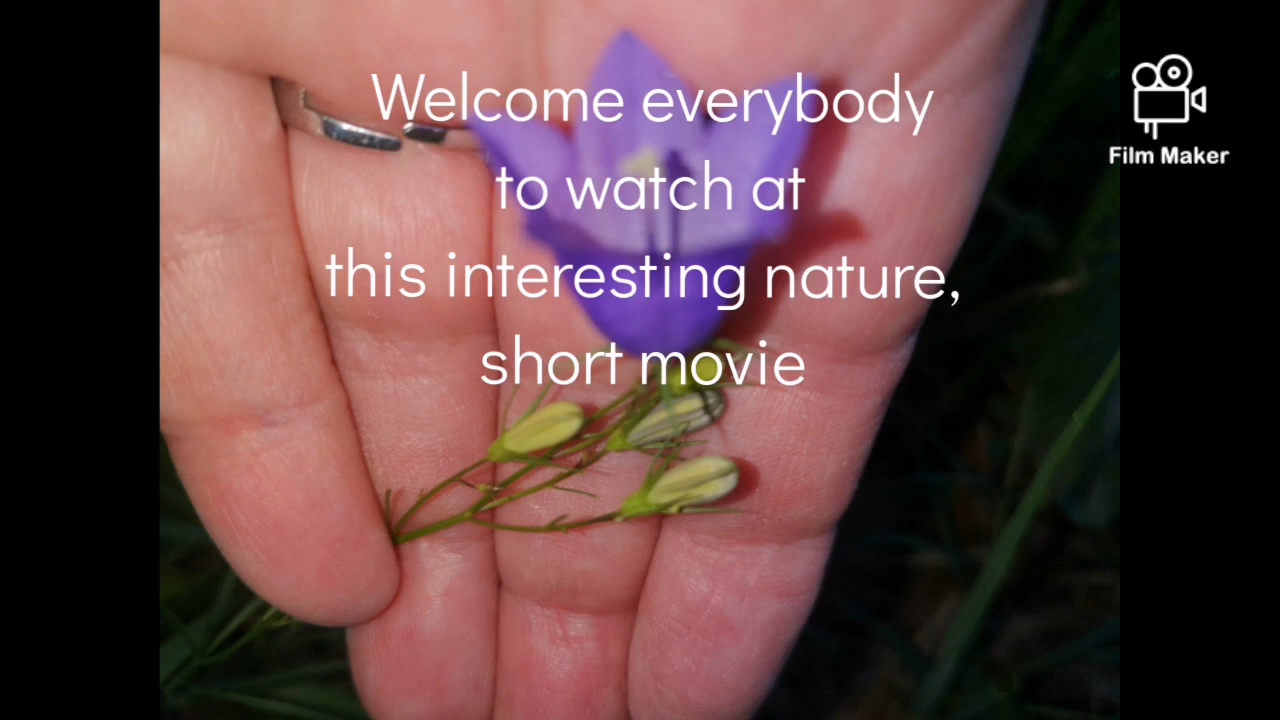 Welcome everybody
to watch at
this interesting nature,
short movie
Film Maker